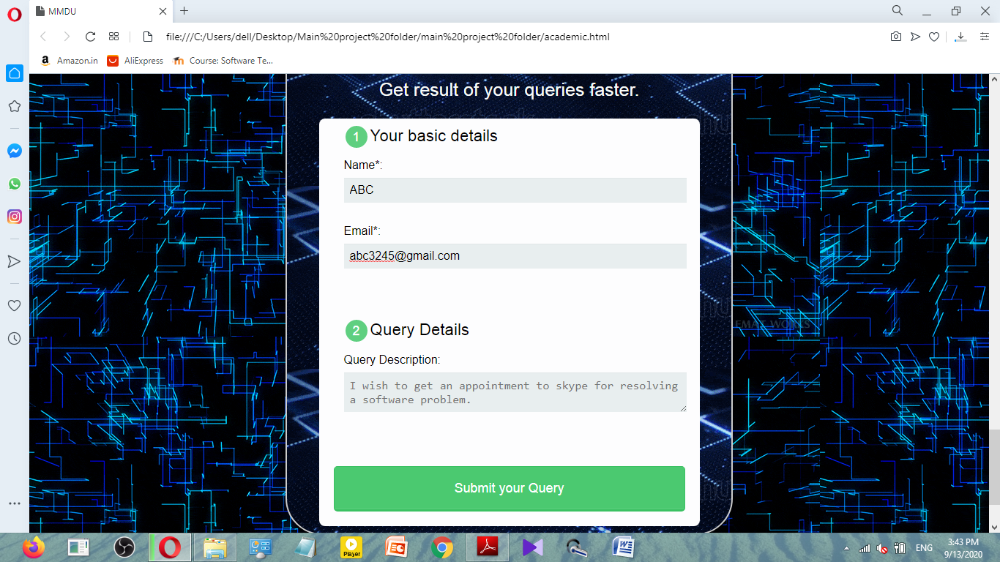 MMDU
file:///C:/Users/dell/Desktop/Main%20project%20folder/main%20project%20folder/academic.html
Amazon.in
AliExpress
Course: Software Te...
Get result of your queries faster.
1 Your basic details
Name*:
ABC
Email*:
abc3245@gmail.com
2 Query Details
Query Description:
I wish to get an appointment to skype for resolving
a software problem.
Submit your Query
Player
ENG
3:43 PM
9/13/2020